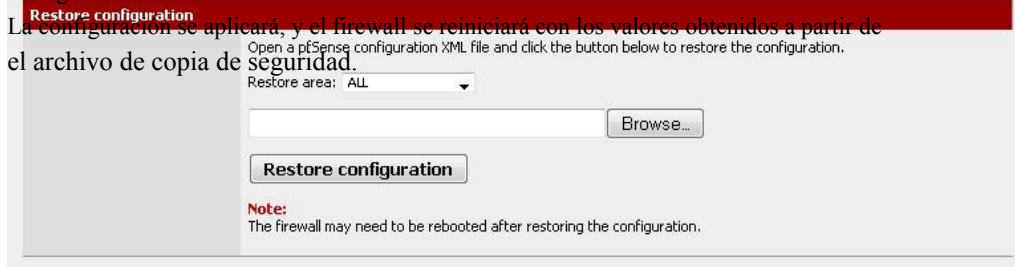 Restore configuration
La configuración se aplicará, y el firewall se reiniciará con los valores obtenidos a partir de
Open a pfSense configuration XML file and click the button below to restore the configuration.
el archivo de copia de seguridad.
Restore area: ALL
Browse...
Restore configuration
Note:
The firewall may need to be rebooted after restoring the configuration.